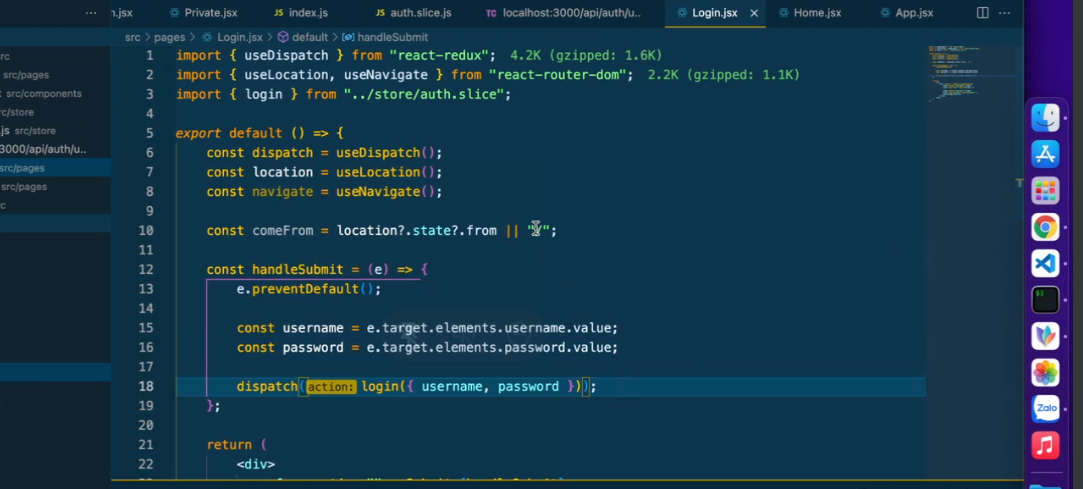 n.jsx Private.jsx JS index.js JS auth.slice.js localhost:3000/api/auth/u.. Login.jsx Home.jsx App.jsx
src > pages > Login.jsx > default > handleSubmit
rc
src/pages
src/components
src/store
.js src/store
3000/api/auth/u..
src/pages
src/pages
rc
1 import { useDispatch } from "react-redux"; 4.2K (gzipped: 1.6K)
2 import { useLocation, useNavigate } from "react-router-dom"; 2.2K (gzipped: 1.1K)
3 import { login } from "../store/auth.slice";
4
5 export default () => {
6 const dispatch = useDispatch();
7 const location = useLocation();
8 const navigate = useNavigate();
9
10 const comeFrom = location?.state?.from || "/";
11
12 const handleSubmit = (e) => {
13 e.preventDefault();
14
15 const username = e.target.elements.username.value;
16 const password = e.target.elements.password.value;
17
18 dispatch(action: login({ username, password }));
19 };
20
21 return (
22 <div>
Zalo